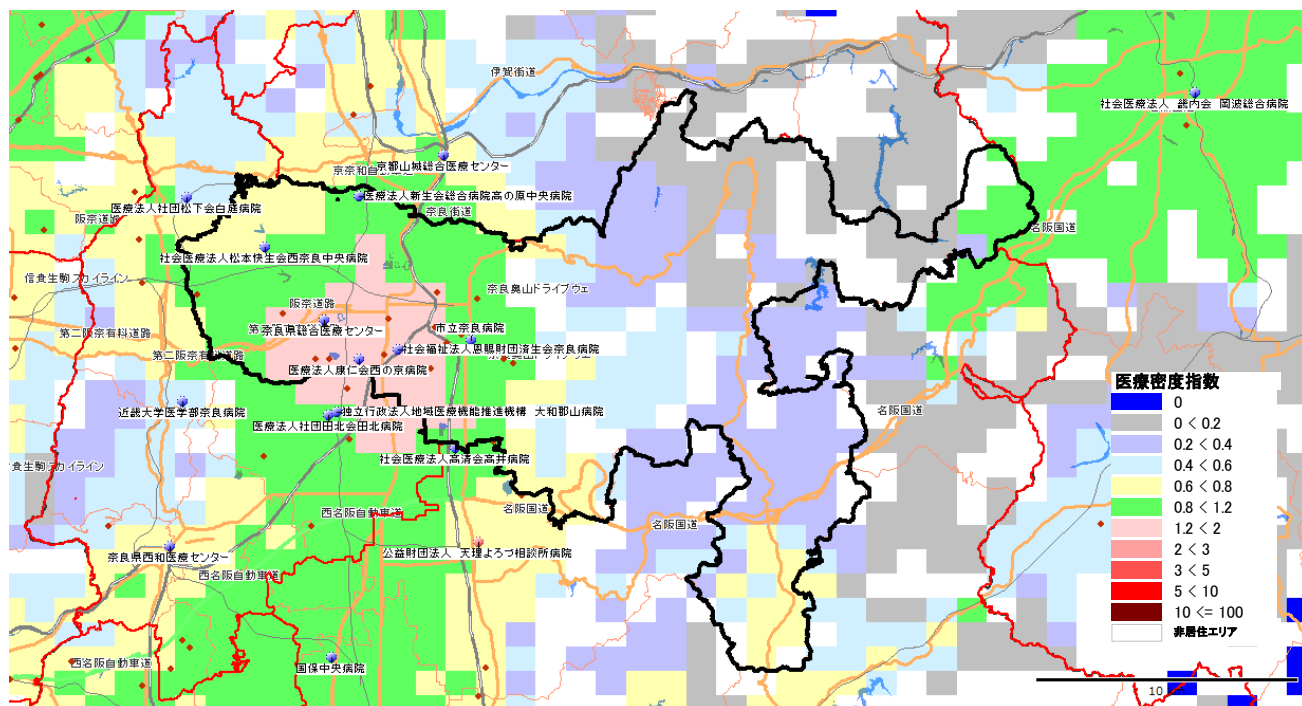 伊賀街道
社会医療法人 畿内会 岡波総合病院
京都山城総合医療センター
京奈和自動車道
医療法人新生会総合病院高の原中央病院
医療法人社団松下会白庭病院
奈良街道
阪奈道路
名阪国道
社会医療法人松本快生会西奈良中央病院
信貴生駒スカイライン
奈良奥山ドライブウェ
阪奈道路
奈良県総合医療センター
市立奈良病院
第二阪奈有料道路
社会福祉法人恩賜財団済生会奈良病院
第二阪奈有料道路
医療法人康仁会西の京病院
医療密度指数
0
0 < 0.2
0.2 < 0.4
0.4 < 0.6
0.6 < 0.8
0.8 < 1.2
1.2 < 2
2 < 3
3 < 5
5 < 10
10 <= 100
非居住エリア
近畿大学医学部奈良病院
独立行政法人地域医療機能推進機構 大和郡山病院
名阪国道
医療法人社団田北会田北病院
社会医療法人高清会高井病院
信貴生駒スカイライン
西名阪自動車道
名阪国道
名阪国道
奈良県西和医療センター
公益財団法人 天理よろづ相談所病院
西名阪自動車道
西名阪自動車道
国保中央病院
10